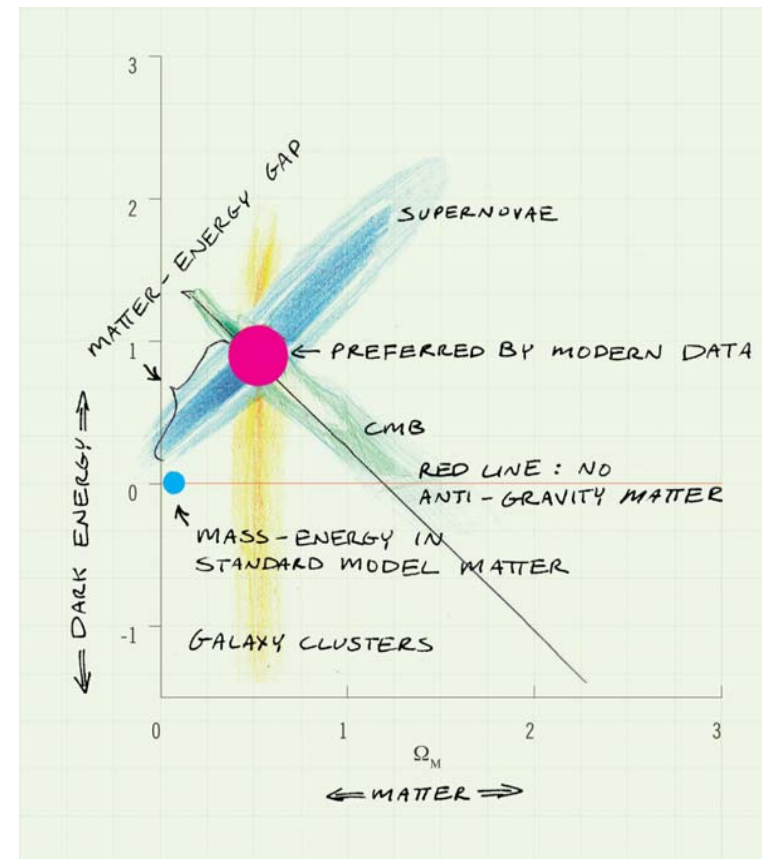 3
MATTER-ENERGY GAP
2
SUPERNOVAE
1
← PREFERRED BY MODERN DATA
CMB
RED LINE: NO
ANTI-GRAVITY MATTER
0
MASS-ENERGY IN
STANDARD MODEL MATTER
⇐ DARK ENERGY ⇒
-1
GALAXY CLUSTERS
0 1 2 3
Ω_M
⇐ MATTER ⇒